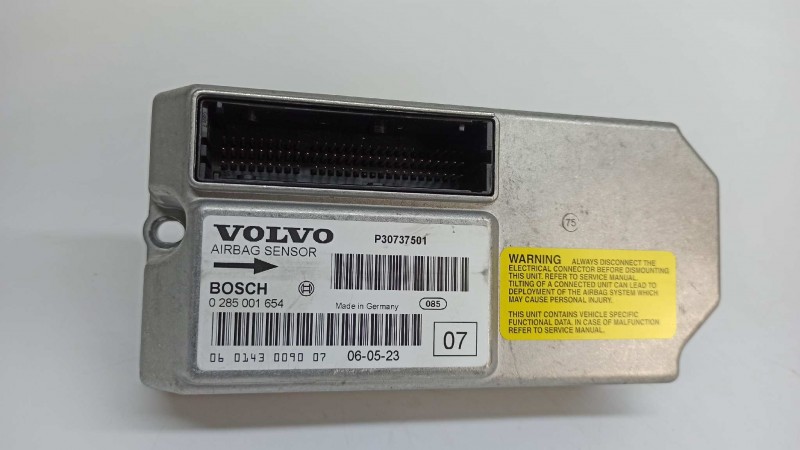 VOLVO
AIRBAG SENSOR
P30737501
BOSCH
0 285 001 654
Made in Germany
085
06 0143 0090 07
06-05-23
07
75
WARNING ALWAYS DISCONNECT THE
ELECTRICAL CONNECTOR BEFORE DISMOUNTING
THIS UNIT. REFER TO SERVICE MANUAL.
TILTING OF A CONNECTED UNIT CAN LEAD TO
DEPLOYMENT OF THE AIRBAG SYSTEM WHICH
MAY CAUSE PERSONAL INJURY.
THIS UNIT CONTAINS VEHICLE SPECIFIC
FUNCTIONAL DATA. IN CASE OF MALFUNCTION
REFER TO SERVICE MANUAL.